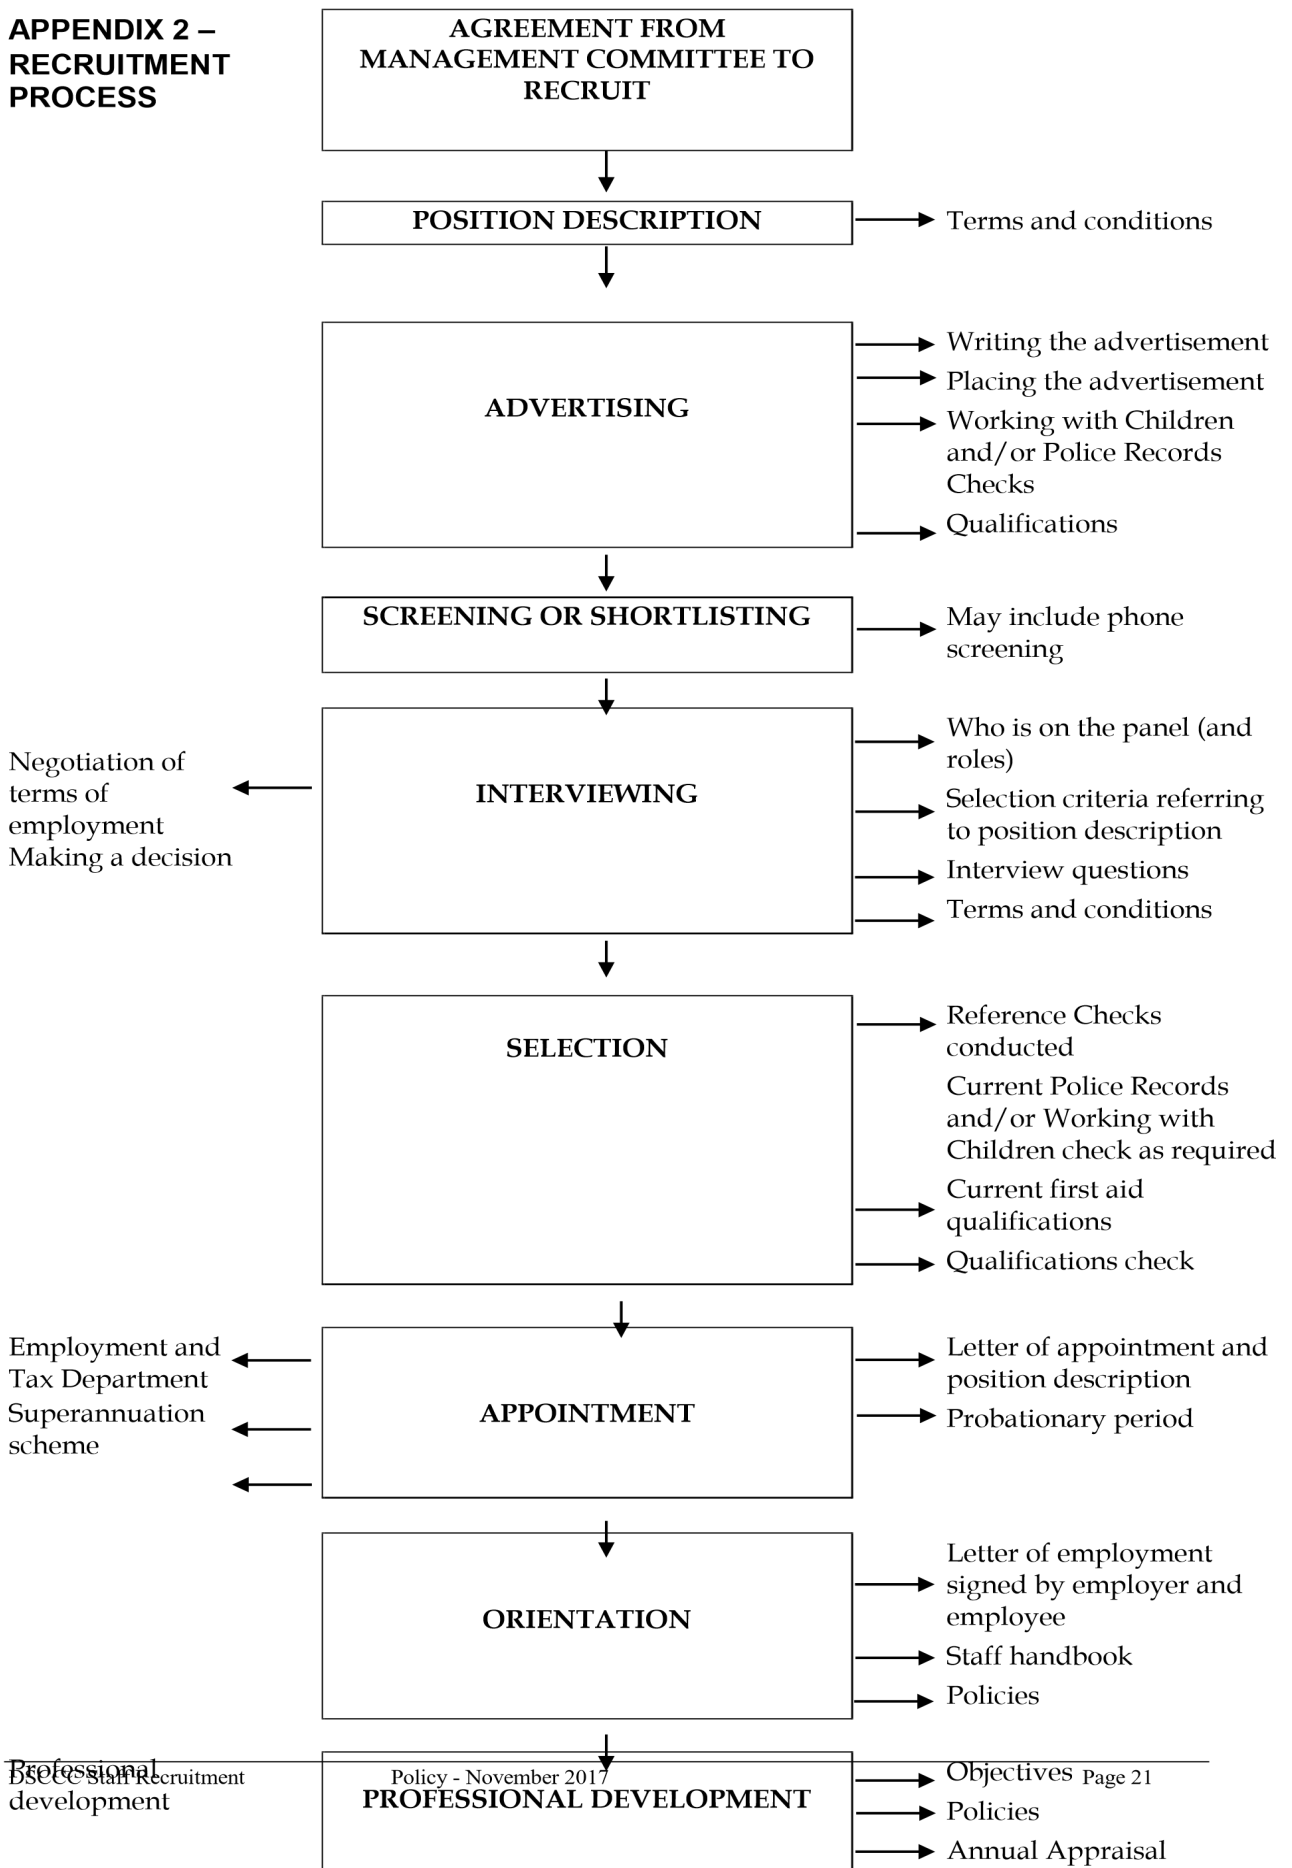 APPENDIX 2 –
RECRUITMENT
PROCESS
AGREEMENT FROM
MANAGEMENT COMMITTEE TO
RECRUIT
POSITION DESCRIPTION
Terms and conditions
ADVERTISING
Writing the advertisement
Placing the advertisement
Working with Children
and/or Police Records
Checks
Qualifications
SCREENING OR SHORTLISTING
May include phone
screening
Negotiation of
terms of
employment
Making a decision
INTERVIEWING
Who is on the panel (and
roles)
Selection criteria referring
to position description
Interview questions
Terms and conditions
SELECTION
Reference Checks
conducted
Current Police Records
and/or Working with
Children check as required
Current first aid
qualifications
Qualifications check
Employment and
Tax Department
Superannuation
scheme
APPOINTMENT
Letter of appointment and
position description
Probationary period
ORIENTATION
Letter of employment
signed by employer and
employee
Staff handbook
Policies
Professional
development
DSCCC Staff Recruitment Policy - November 2017 Page 21
PROFESSIONAL DEVELOPMENT
Objectives
Policies
Annual Appraisal